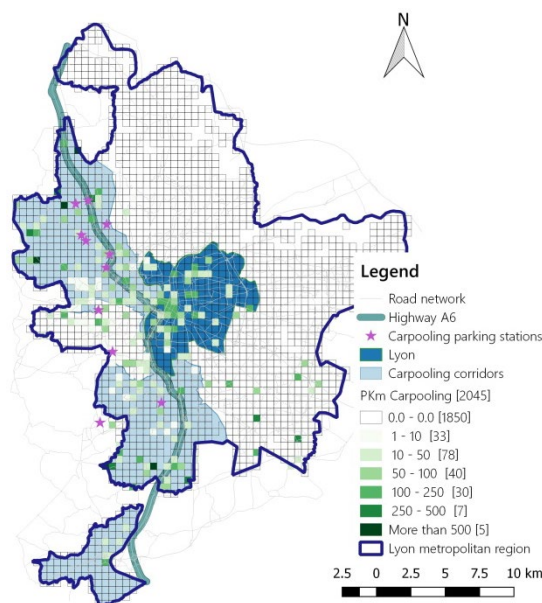 N
Legend
Road network
Highway A6
Carpooling parking stations
Lyon
Carpooling corridors
PKm Carpooling [2045]
0.0 - 0.0 [1850]
1 - 10 [33]
10 - 50 [78]
50 - 100 [40]
100 - 250 [30]
250 - 500 [7]
More than 500 [5]
Lyon metropolitan region
2.5 0 2.5 5 7.5 10 km